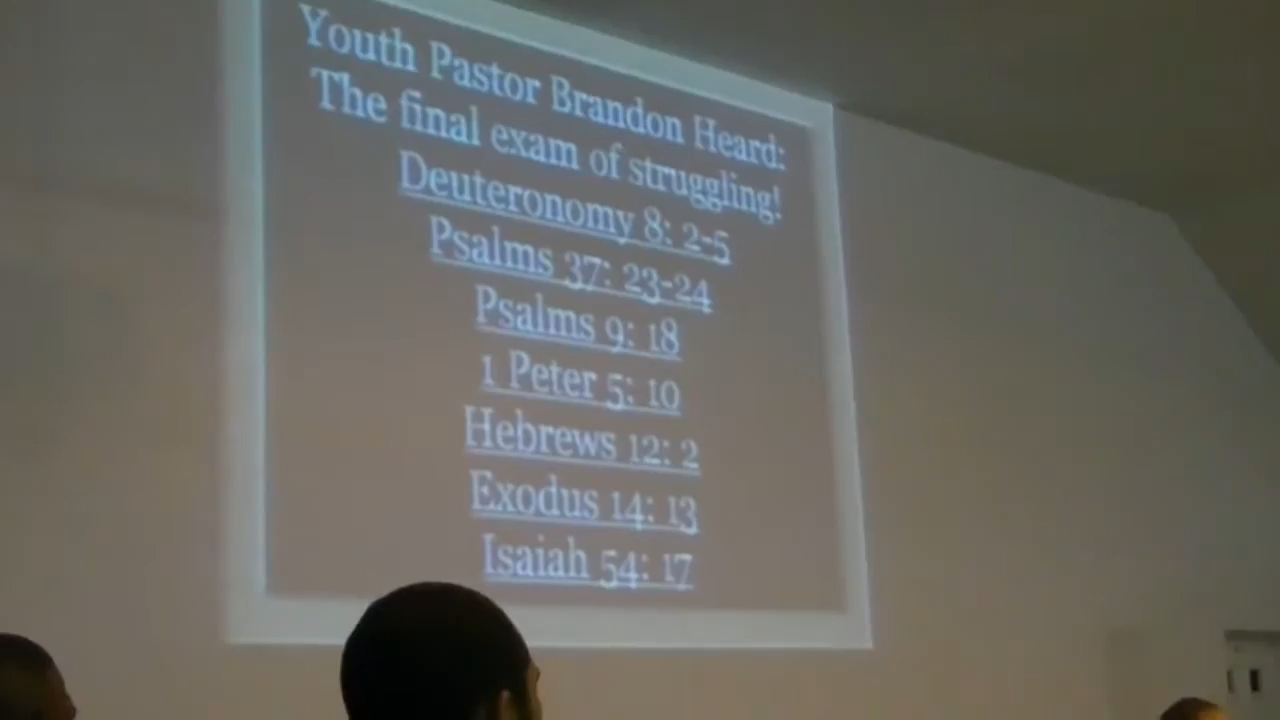 Youth Pastor Brandon Heard:
The final exam of struggling!
Deuteronomy 8: 2-5
Psalms 37: 23-24
Psalms 9: 18
1 Peter 5: 10
Hebrews 12: 2
Exodus 14: 13
Isaiah 54: 17